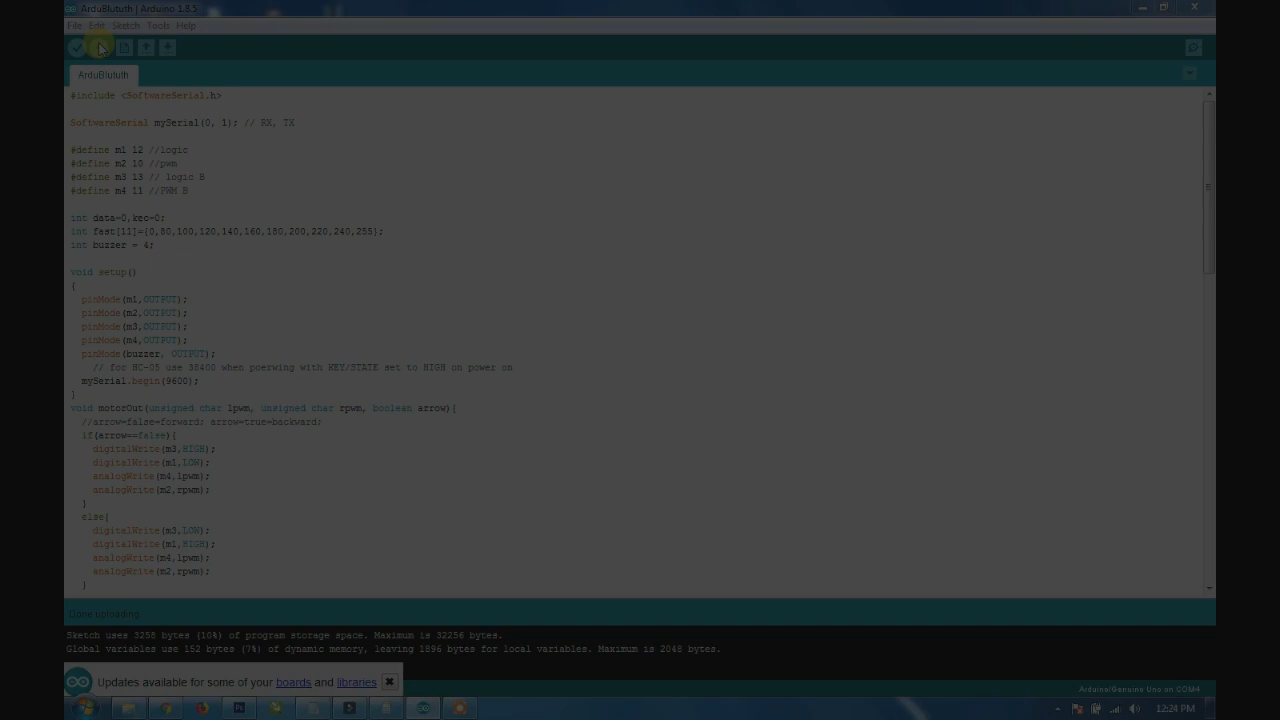 ArduBlututh | Arduino 1.8.5
File Edit Sketch Tools Help
ArduBlututh
#include <SoftwareSerial.h>
SoftwareSerial mySerial(0, 1); // RX, TX
#define m1 12 //logic
#define m2 10 //pwm
#define m3 13 // logic B
#define m4 11 //PWM B
int data=0,kec=0;
int fast[11]={0,80,100,120,140,160,180,200,220,240,255};
int buzzer = 4;
void setup()
{
pinMode(m1,OUTPUT);
pinMode(m2,OUTPUT);
pinMode(m3,OUTPUT);
pinMode(m4,OUTPUT);
pinMode(buzzer, OUTPUT);
// for HC-05 use 38400 when poerwing with KEY/STATE set to HIGH on power on
mySerial.begin(9600);
}
void motorOut(unsigned char lpwm, unsigned char rpwm, boolean arrow){
//arrow=false=forward; arrow=true=backward;
if(arrow==false){
digitalWrite(m3,HIGH);
digitalWrite(m1,LOW);
analogWrite(m4,lpwm);
analogWrite(m2,rpwm);
}
else{
digitalWrite(m3,LOW);
digitalWrite(m1,HIGH);
analogWrite(m4,lpwm);
analogWrite(m2,rpwm);
}
Done uploading.
Sketch uses 3258 bytes (10%) of program storage space. Maximum is 32256 bytes.
Global variables use 152 bytes (7%) of dynamic memory, leaving 1896 bytes for local variables. Maximum is 2048 bytes.
Updates available for some of your boards and libraries
Arduino/Genuino Uno on COM4
12:24 PM